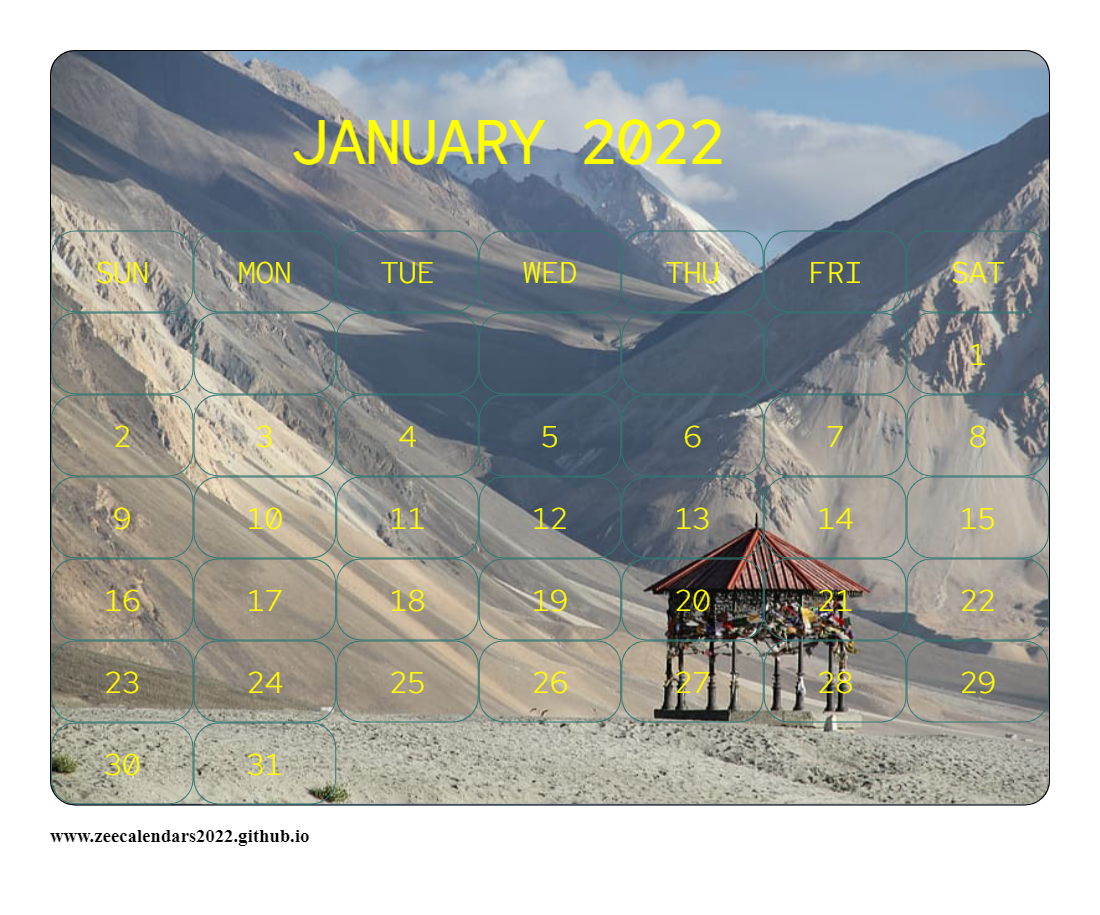 JANUARY 2022
SUN MON TUE WED THU FRI SAT
1
2 3 4 5 6 7 8
9 10 11 12 13 14 15
16 17 18 19 20 21 22
23 24 25 26 27 28 29
30 31
www.zeecalendars2022.github.io